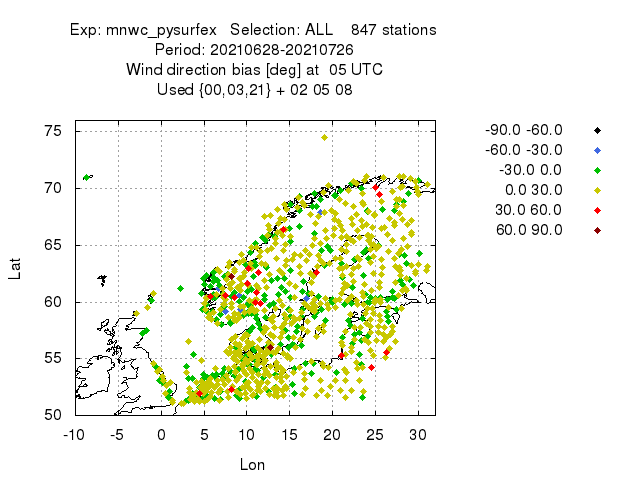 Exp: mnwc_pysurfex   Selection: ALL    847 stations
Period: 20210628-20210726
Wind direction bias [deg] at  05 UTC
Used {00,03,21} + 02 05 08
-90.0 -60.0
-60.0 -30.0
-30.0 0.0
0.0 30.0
30.0 60.0
60.0 90.0
75
70
65
60
55
50
Lat
-10 -5 0 5 10 15 20 25 30
Lon